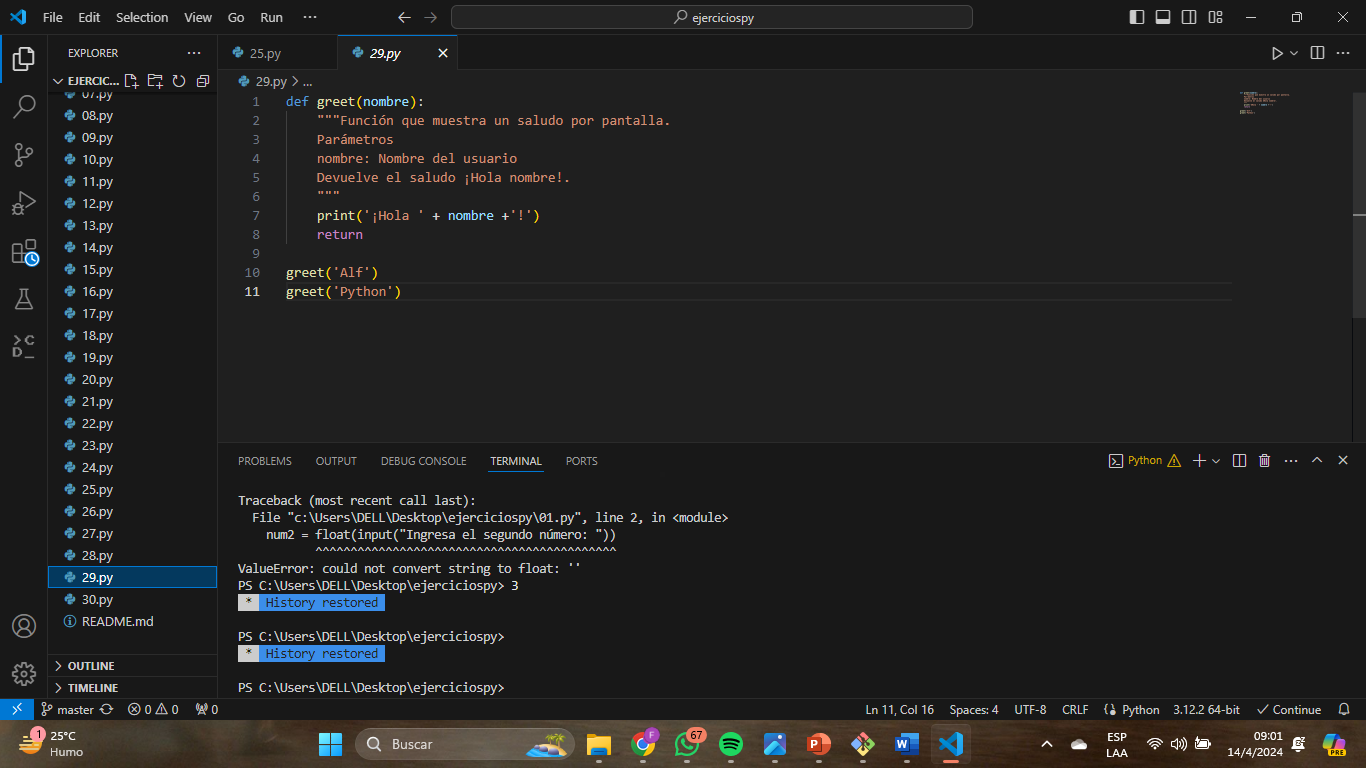 File Edit Selection View Go Run ··· ejerciciospy
EXPLORER ···
25.py
29.py
EJERCIC...
29.py > ...
07.py
08.py
09.py
10.py
11.py
12.py
13.py
14.py
15.py
16.py
17.py
18.py
19.py
20.py
21.py
22.py
23.py
24.py
25.py
26.py
27.py
28.py
29.py
30.py
README.md
OUTLINE
TIMELINE
1 def greet(nombre):
2 """Función que muestra un saludo por pantalla.
3 Parámetros
4 nombre: Nombre del usuario
5 Devuelve el saludo ¡Hola nombre!.
6 """
7 print('¡Hola ' + nombre +'!')
8 return
9
10 greet('Alf')
11 greet('Python')
PROBLEMS OUTPUT DEBUG CONSOLE TERMINAL PORTS
Python
Traceback (most recent call last):
File "c:\Users\DELL\Desktop\ejerciciospy\01.py", line 2, in <module>
num2 = float(input("Ingresa el segundo número: "))
^^^^^^^^^^^^^^^^^^^^^^^^^^^^^^^^^^^^^^^^^^^
ValueError: could not convert string to float: ''
PS C:\Users\DELL\Desktop\ejerciciospy> 3
* History restored
PS C:\Users\DELL\Desktop\ejerciciospy>
* History restored
PS C:\Users\DELL\Desktop\ejerciciospy>
master 0 0 0 Ln 11, Col 16 Spaces: 4 UTF-8 CRLF Python 3.12.2 64-bit Continue
1
25°C
Humo
Buscar
F
67
ESP
LAA
09:01
14/4/2024
PRE